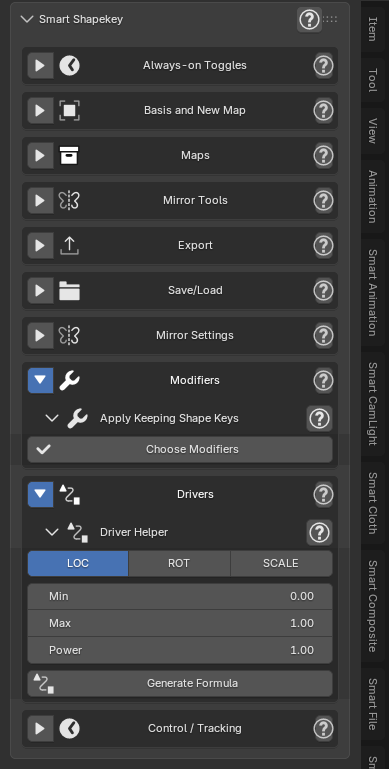 Smart Shapekey
Always-on Toggles
Basis and New Map
Maps
Mirror Tools
Export
Save/Load
Mirror Settings
Modifiers
Apply Keeping Shape Keys
Choose Modifiers
Drivers
Driver Helper
LOC ROT SCALE
Min 0.00
Max 1.00
Power 1.00
Generate Formula
Control / Tracking
Item
Tool
View
Animation
Smart Animation
Smart CamLight
Smart Cloth
Smart Composite
Smart File